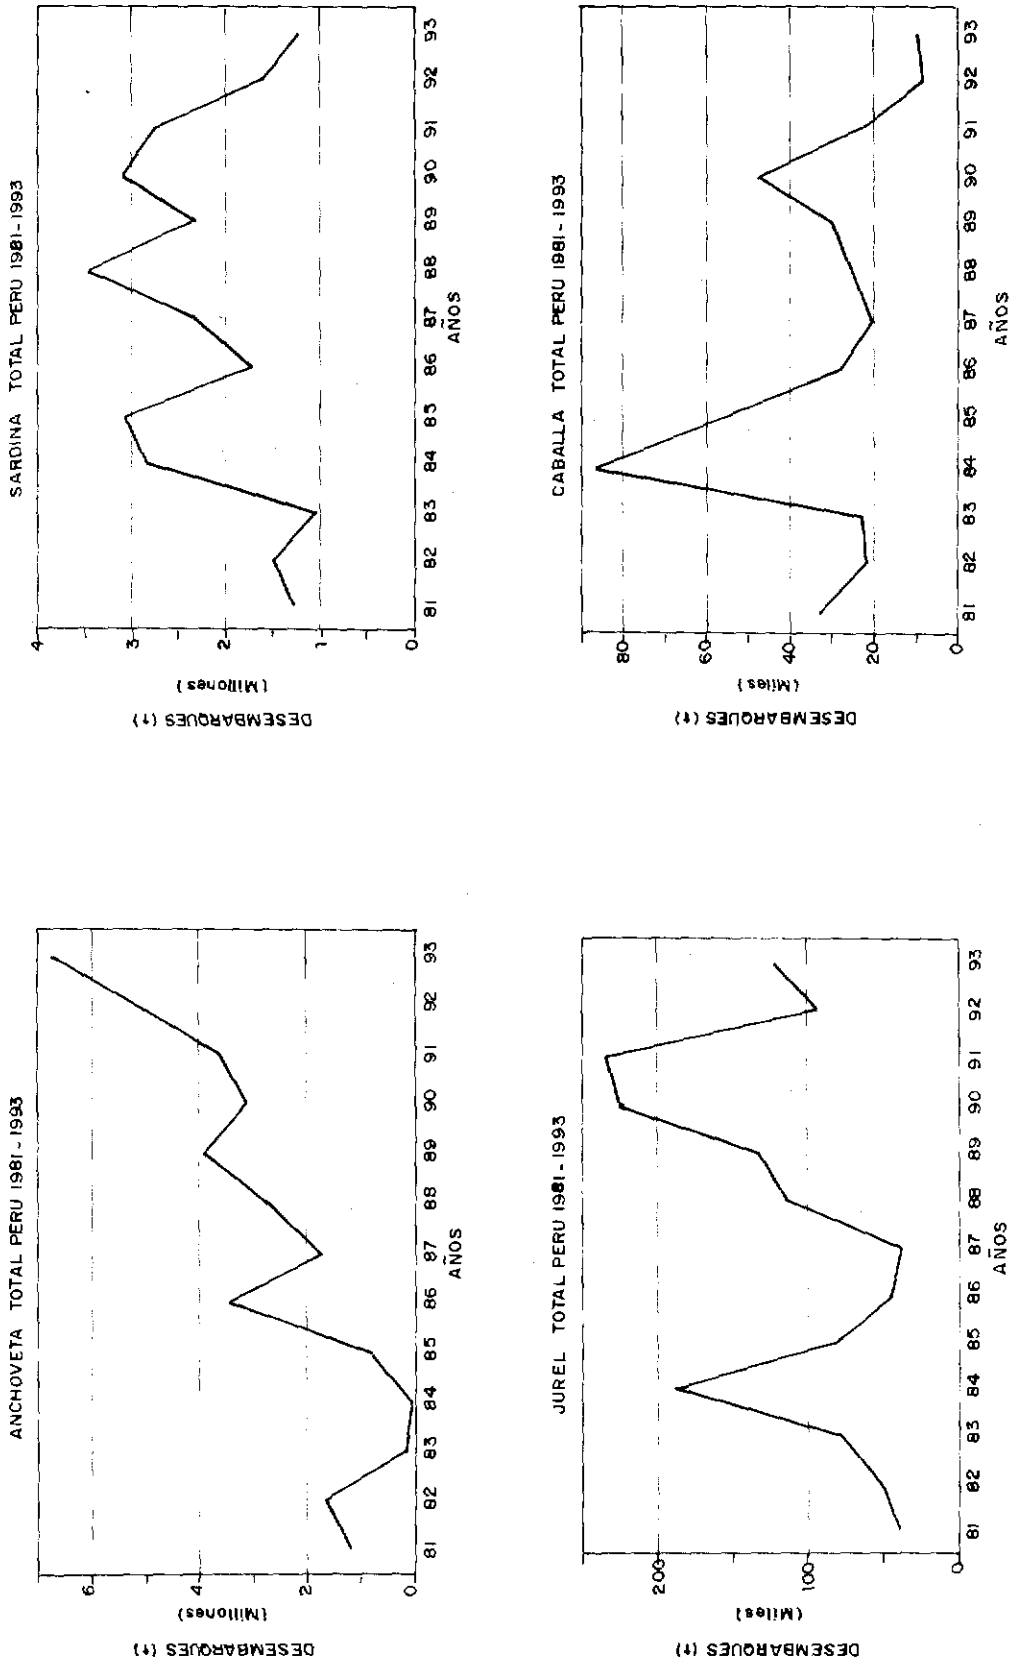 ANCHOVETA TOTAL PERU 1981-1993
DESEMBARQUES (t)
(Millones)
6
4
2
0
81 82 83 84 85 86 87 88 89 90 91 92 93
AÑOS
SARDINA TOTAL PERU 1981-1993
DESEMBARQUES (t)
(Millones)
4
3
2
1
0
81 82 83 84 85 86 87 88 89 90 91 92 93
AÑOS
JUREL TOTAL PERU 1981-1993
DESEMBARQUES (t)
(Miles)
200
100
0
81 82 83 84 85 86 87 88 89 90 91 92 93
AÑOS
CABALLA TOTAL PERU 1981-1993
DESEMBARQUES (t)
(Miles)
80
60
40
20
0
81 82 83 84 85 86 87 88 89 90 91 92 93
AÑOS